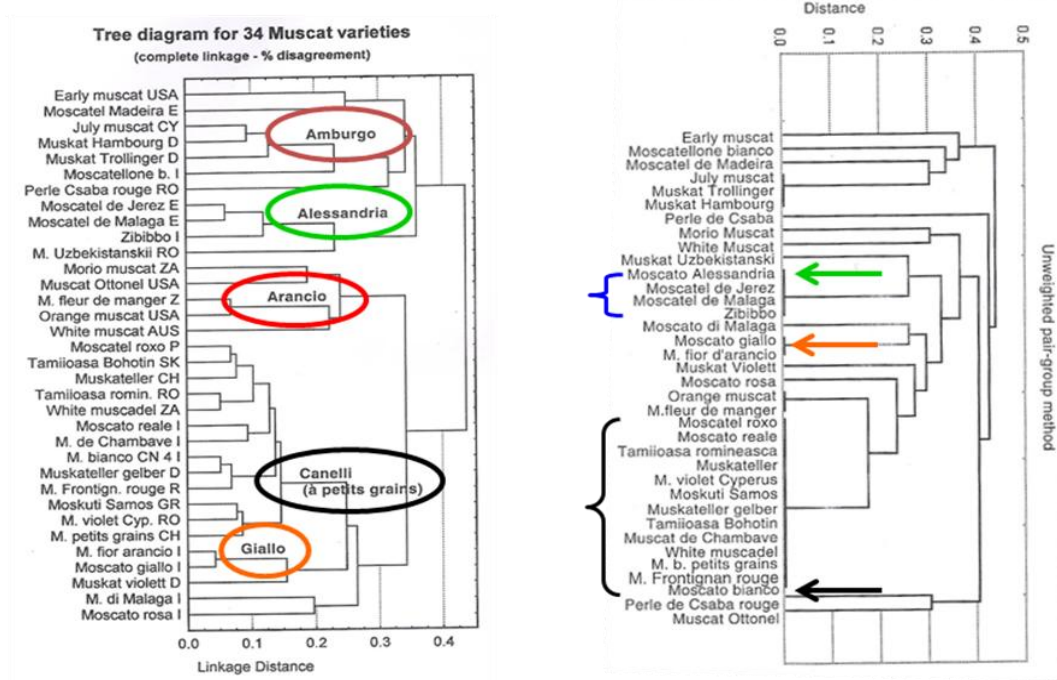 Tree diagram for 34 Muscat varieties
(complete linkage - % disagreement)
Early muscat USA
Moscatel Madeira E
July muscat CY
Muskat Hambourg D
Muskat Trollinger D
Moscatellone b. I
Perle Csaba rouge RO
Moscatel de Jerez E
Moscatel de Malaga E
Zibibbo I
M. Uzbekistanskii RO
Morio muscat ZA
Muscat Ottonel USA
M. fleur de manger Z
Orange muscat USA
White muscat AUS
Moscatel roxo P
Tamiioasa Bohotin SK
Muskateller CH
Tamiioasa romin. RO
White muscadel ZA
Moscato reale I
M. de Chambave I
M. bianco CN 4 I
Muskateller gelber D
M. Frontign. rouge R
Moskuti Samos GR
M. violet Cyp. RO
M. petits grains CH
M. fior arancio I
Moscato giallo I
Muskat violett D
M. di Malaga I
Moscato rosa I
Amburgo
Alessandria
Arancio
Canelli
(à petits grains)
Giallo
0.0 0.1 0.2 0.3 0.4
Linkage Distance
Distance
0.0 0.1 0.2 0.3 0.4 0.5
Early muscat
Moscatellone bianco
Moscatel de Madeira
July muscat
Muskat Trollinger
Muskat Hambourg
Perle de Csaba
Morio Muscat
White Muscat
Muskat Uzbekistanski
Moscato Alessandria
Moscatel de Jerez
Moscatel de Malaga
Zibibbo
Moscato di Malaga
Moscato giallo
M. fior d'arancio
Muskat Violett
Moscato rosa
Orange muscat
M.fleur de manger
Moscatel roxo
Moscato reale
Tamiioasa romineasca
Muskateller
M. violet Cyperus
Moskuti Samos
Muskateller gelber
Tamiioasa Bohotin
Muscat de Chambave
White muscadel
M. b. petits grains
M. Frontignan rouge
Moscato bianco
Perle de Csaba rouge
Muscat Ottonel
Unweighted pair-group method